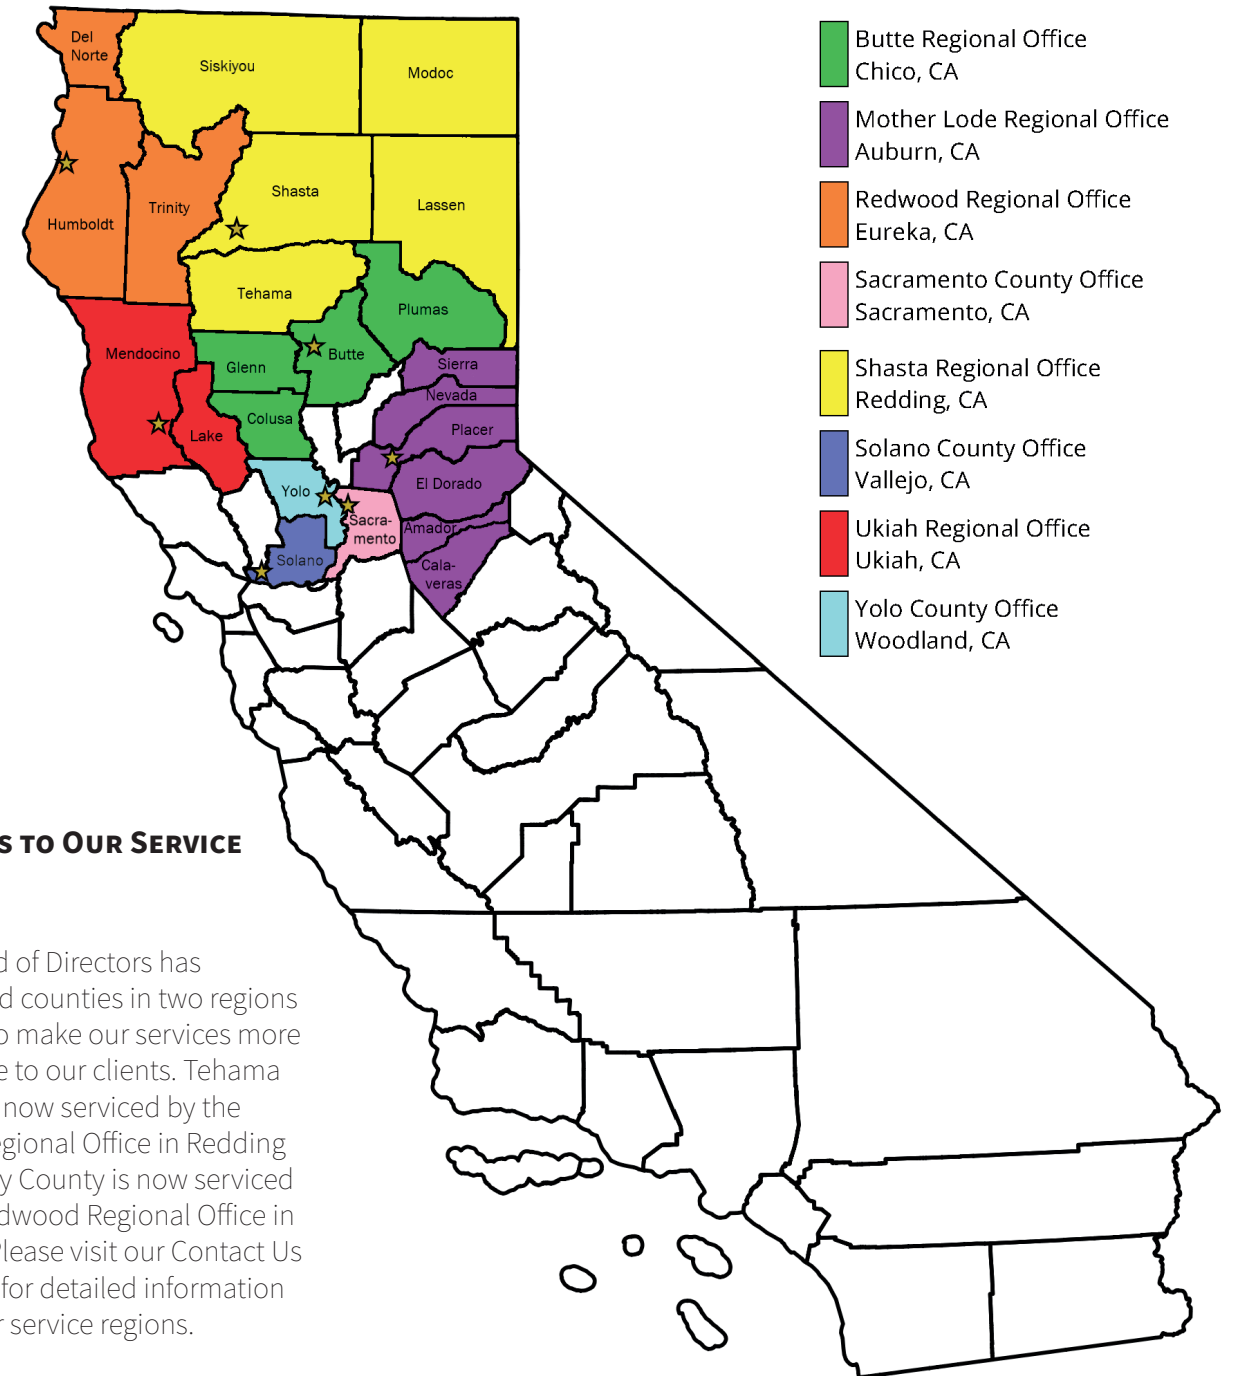 Del
Norte
Siskiyou
Modoc
Humboldt
Trinity
Shasta
Lassen
Tehama
Plumas
Mendocino
Glenn
Butte
Colusa
Lake
Sierra
Nevada
Placer
El Dorado
Yolo
Sacra-
mento
Amador
Solano
Cala-
veras
Butte Regional Office
Chico, CA
Mother Lode Regional Office
Auburn, CA
Redwood Regional Office
Eureka, CA
Sacramento County Office
Sacramento, CA
Shasta Regional Office
Redding, CA
Solano County Office
Vallejo, CA
Ukiah Regional Office
Ukiah, CA
Yolo County Office
Woodland, CA
s to Our Service
d of Directors has
d counties in two regions
o make our services more
e to our clients. Tehama
now serviced by the
egional Office in Redding
y County is now serviced
dwood Regional Office in
Please visit our Contact Us
for detailed information
r service regions.